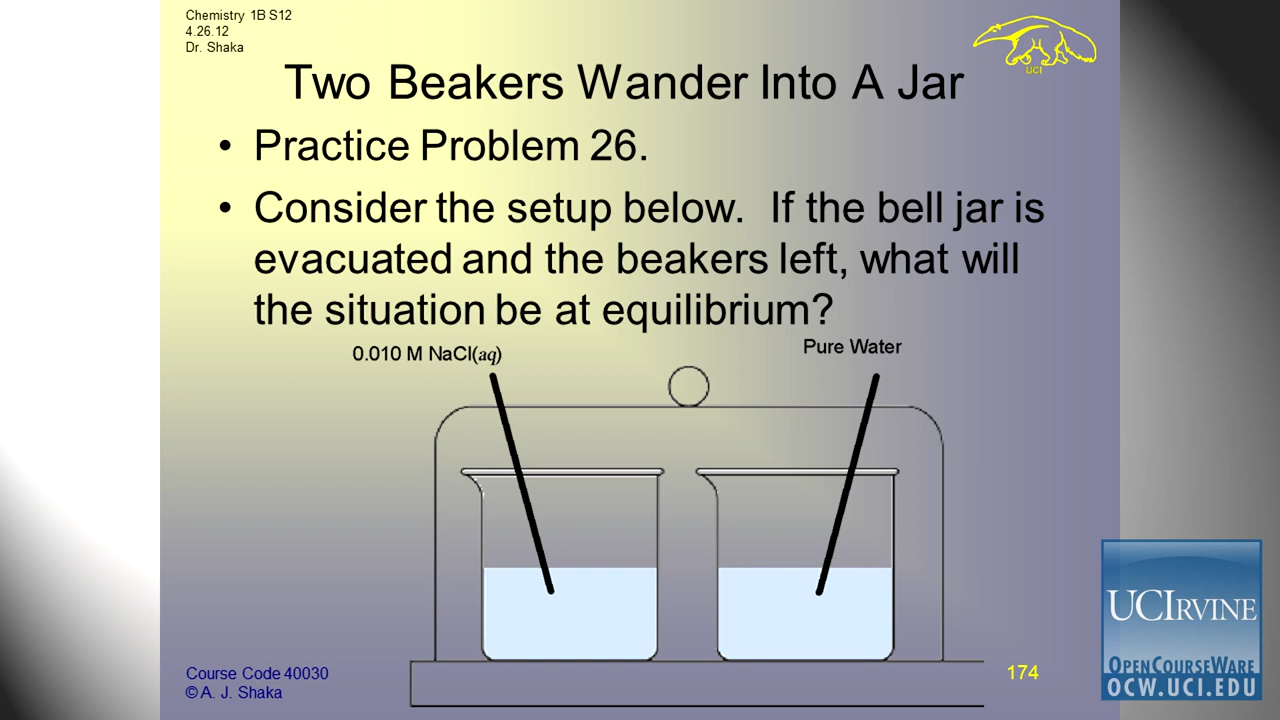 Chemistry 1B S12
4.26.12
Dr. Shaka
UCI
Two Beakers Wander Into A Jar
• Practice Problem 26.
• Consider the setup below.  If the bell jar is
evacuated and the beakers left, what will
the situation be at equilibrium?
0.010 M NaCl(aq)
Pure Water
Course Code 40030
© A. J. Shaka
174
UCIRVINE
OPENCOURSEWARE
OCW.UCI.EDU